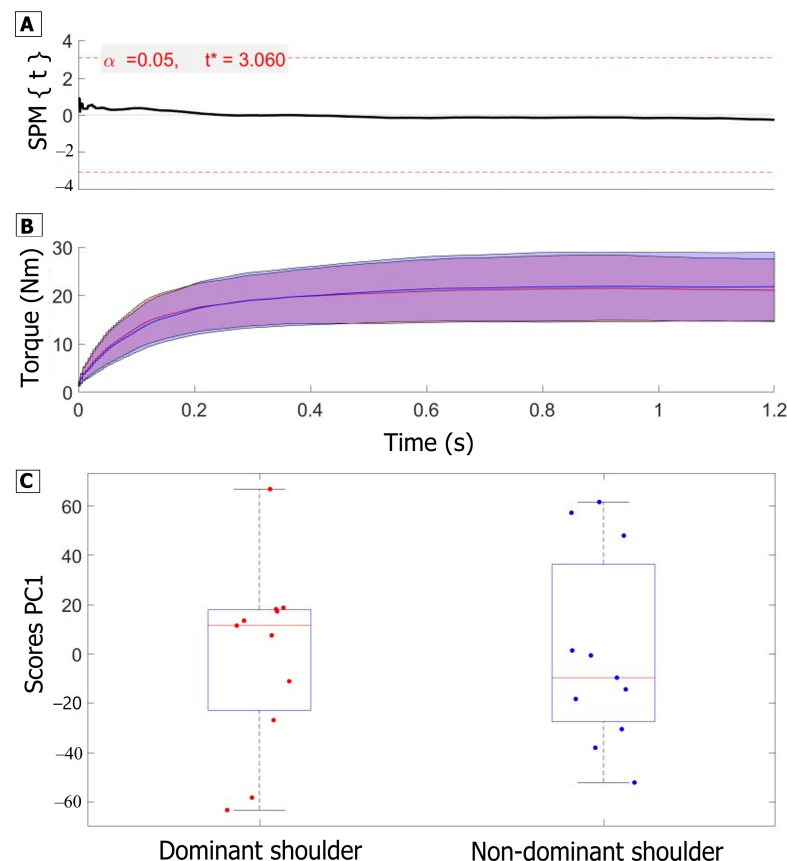 A
SPM { t }
4
2
0
−2
−4
α =0.05, t* = 3.060
B
Torque (Nm)
30
20
10
0
0 0.2 0.4 0.6 0.8 1 1.2
Time (s)
C
Scores PC1
60
40
20
0
−20
−40
−60
Dominant shoulder Non-dominant shoulder